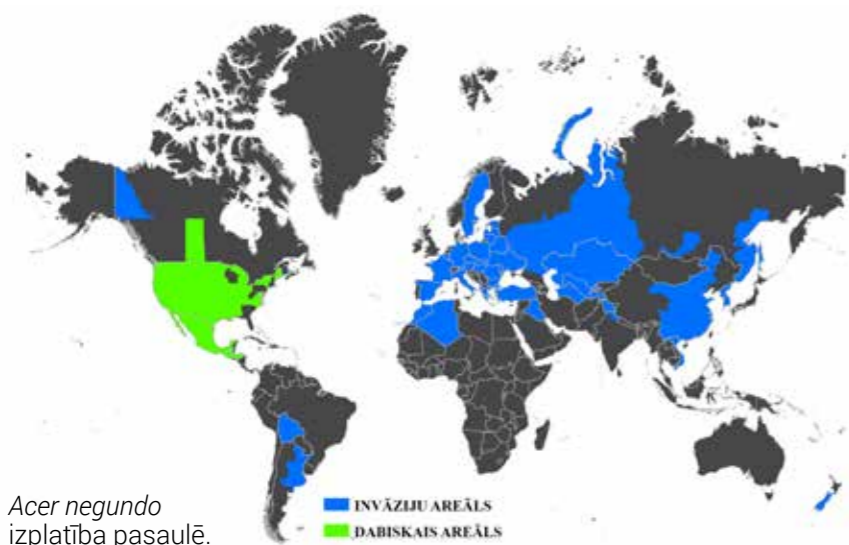 Acer negundo
izplatība pasaulē.
INVĀZIJU AREĀLS
DABISKAIS AREĀLS